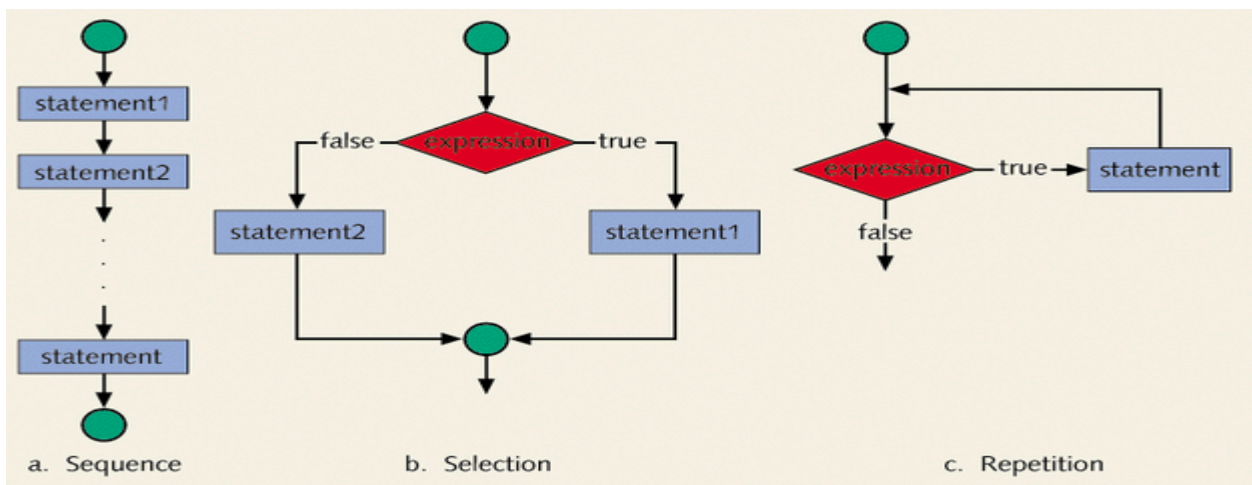 statement1
statement2
.
.
.
statement
a. Sequence
expression
false
true
statement2
statement1
b. Selection
expression
true
statement
false
c. Repetition